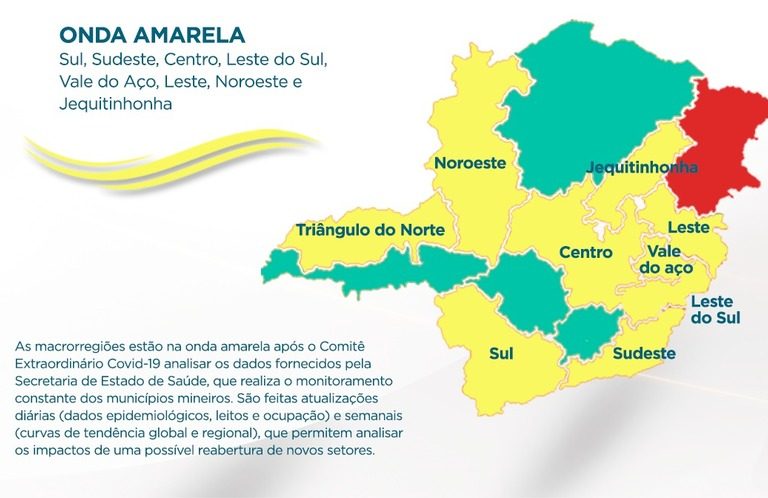 ONDA AMARELA
Sul, Sudeste, Centro, Leste do Sul,
Vale do Aço, Leste, Noroeste e
Jequitinhonha
Noroeste
Jequitinhonha
Triângulo do Norte
Leste
Centro
Vale
do aço
Leste
do Sul
Sul
Sudeste
As macrorregiões estão na onda amarela após o Comitê
Extraordinário Covid-19 analisar os dados fornecidos pela
Secretaria de Estado de Saúde, que realiza o monitoramento
constante dos municípios mineiros. São feitas atualizações
diárias (dados epidemiológicos, leitos e ocupação) e semanais
(curvas de tendência global e regional), que permitem analisar
os impactos de uma possível reabertura de novos setores.